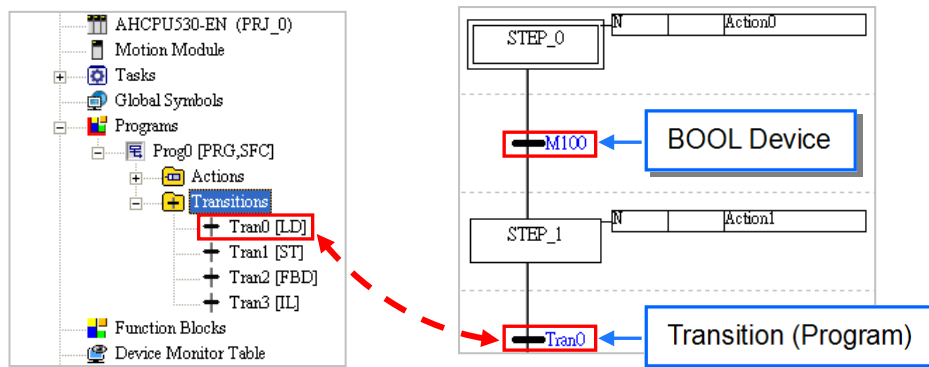 AHCPU530-EN (PRJ_0)
Motion Module
Tasks
Global Symbols
Programs
Prog0 [PRG,SFC]
Actions
Transitions
Tran0 [LD]
Tran1 [ST]
Tran2 [FBD]
Tran3 [IL]
Function Blocks
Device Monitor Table
STEP_0
N Action0
M100
BOOL Device
STEP_1
N Action1
Tran0
Transition (Program)